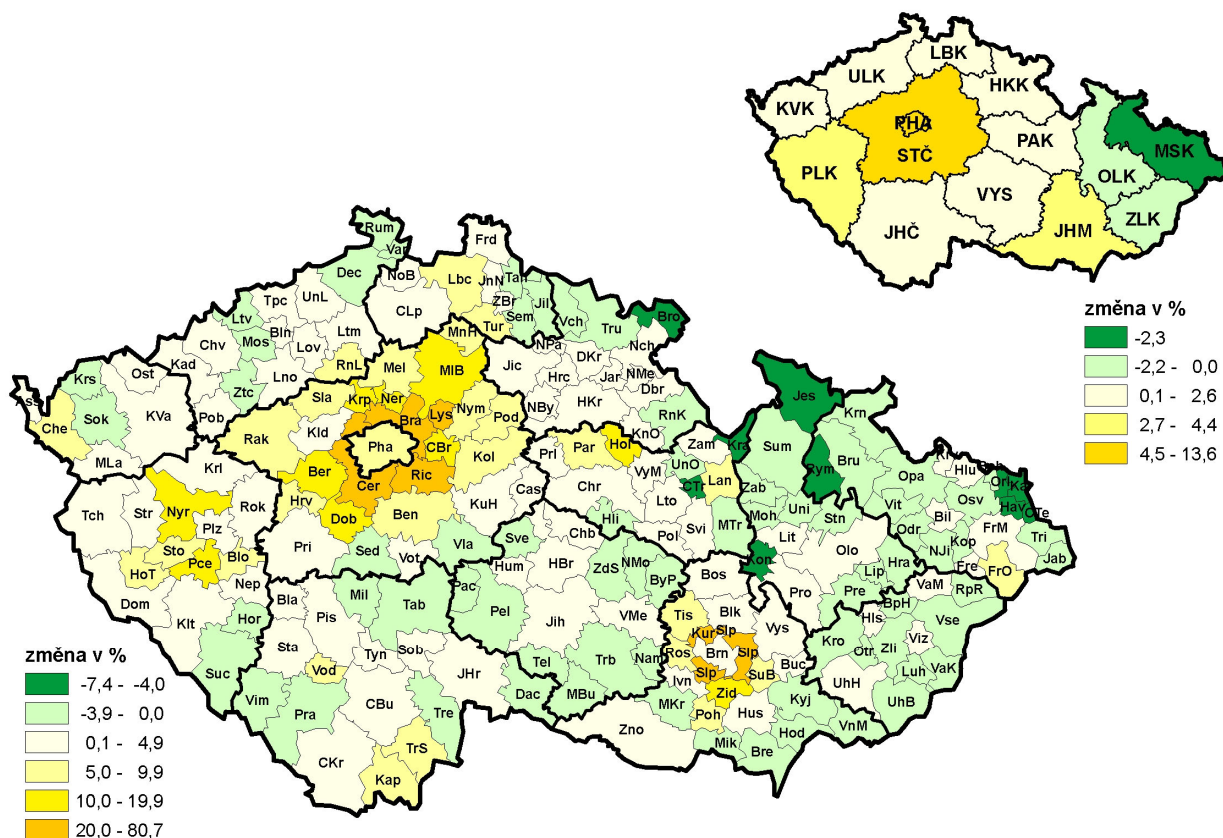 LBK
ULK
HKK
KVK
PHA
PAK
MSK
STČ
OLK
PLK
VYS
ZLK
JHČ
JHM
změna v %
-2,3
-2,2 - 0,0
0,1 - 2,6
2,7 - 4,4
4,5 - 13,6
Rum
Var
Frd
Dec
NoB
Lbc
JnN
Tan
Tpc
UnL
CLp
ZBr
Jil
Sem
Vch
Tru
Bro
Ltv
Bln
Ltm
Tur
Chv
Mos
Lov
MnH
NPa
Nch
Kad
RnL
Mel
MlB
Jic
DKr
Ost
Lno
Hrc
Jar
NMe
Krs
Ztc
Sla
Krp
Ner
Dbr
Jes
Ass
Sok
KVa
Pob
Bra
Lys
Nym
Pod
NBy
HKr
RnK
Krn
Che
Rak
Kld
Pha
CBr
Kol
KnO
Zam
Kra
Sum
MLa
Krl
Ber
Cer
Ric
Pri
Par
Hol
UnO
Rym
Bru
Hlu
Tch
Str
Nyr
Rok
Hrv
Dob
Ben
KuH
Cas
Chr
VyM
CTr
Lan
Zab
Opa
Orl
Kar
Hav
CTe
Plz
Lto
Moh
Uni
Vit
Osv
Sto
Blo
Pri
Sed
Vot
Vla
Hli
Svi
MTr
Stn
Bil
FrM
Tri
HoT
Pce
Nep
Sve
Chb
Pol
Lit
Olo
Odr
NJi
Kop
Jab
Dom
Klt
Hor
Bla
Pis
Mil
Tab
Hum
HBr
ZdS
NMo
ByP
Bos
Kon
Lip
Hra
Fre
FrO
Sta
Pac
Pel
Pro
Pre
VaM
RpR
Suc
Vod
Tyn
Sob
Jih
VMe
Tis
Blk
Vys
BpH
Hls
Vse
JHr
Kur
Slp
Kro
Otr
Zli
Viz
Vim
Pra
CBu
Tel
Trb
Nam
Ros
Brn
Slp
Buc
Luh
VaK
Tre
Dac
MBu
Ivn
Slp
SuB
UhH
UhB
MKr
Zid
Kyj
CKr
TrS
Zno
Poh
Hus
Hod
VnM
Kap
Mik
Bre
změna v %
-7,4 - -4,0
-3,9 - 0,0
0,1 - 4,9
5,0 - 9,9
10,0 - 19,9
20,0 - 80,7